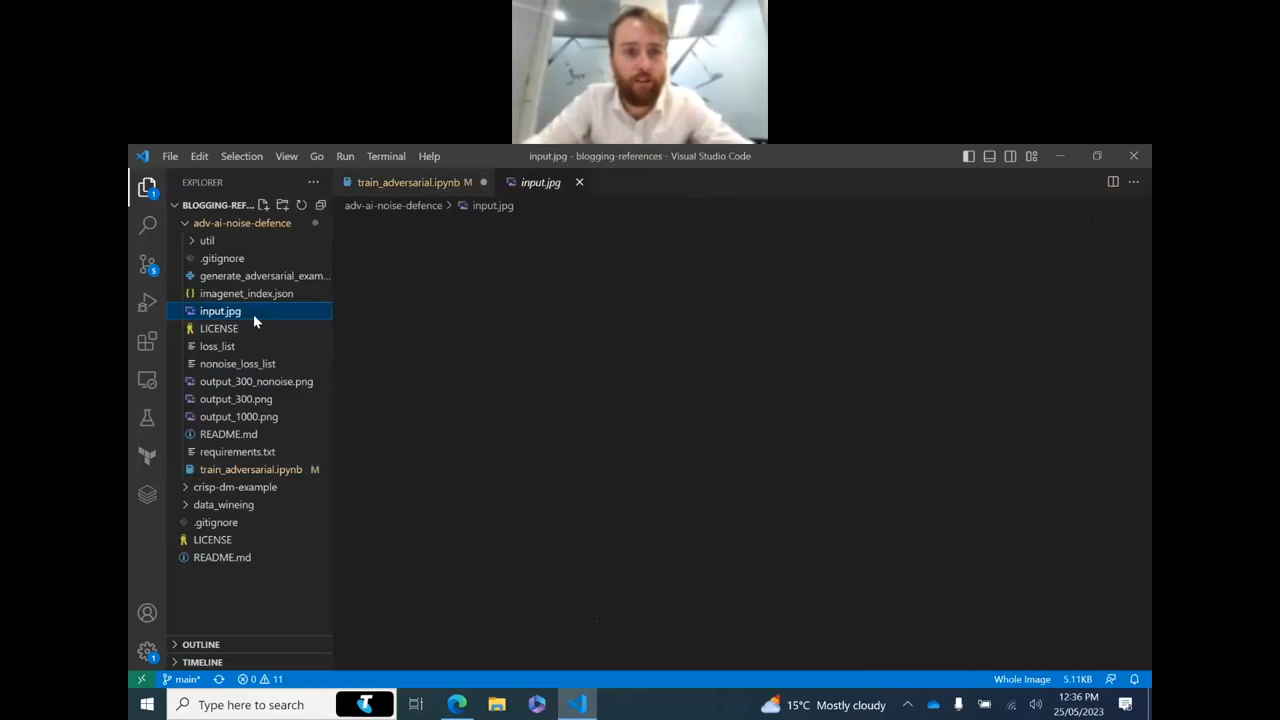 File Edit Selection View Go Run Terminal Help
input.jpg - blogging-references - Visual Studio Code
EXPLORER
train_adversarial.ipynb M
input.jpg
BLOGGING-REF...
adv-ai-noise-defence > input.jpg
adv-ai-noise-defence
util
.gitignore
generate_adversarial_exam...
imagenet_index.json
input.jpg
LICENSE
loss_list
nonoise_loss_list
output_300_nonoise.png
output_300.png
output_1000.png
README.md
requirements.txt
train_adversarial.ipynb M
crisp-dm-example
data_wineing
.gitignore
LICENSE
README.md
OUTLINE
TIMELINE
1
5
1
main* 0 11
Whole Image 5.11KB
Type here to search
15°C Mostly cloudy
12:36 PM
25/05/2023